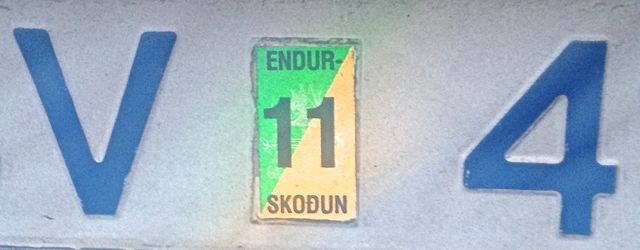 V 4
ENDUR-
11
SKOÐUN